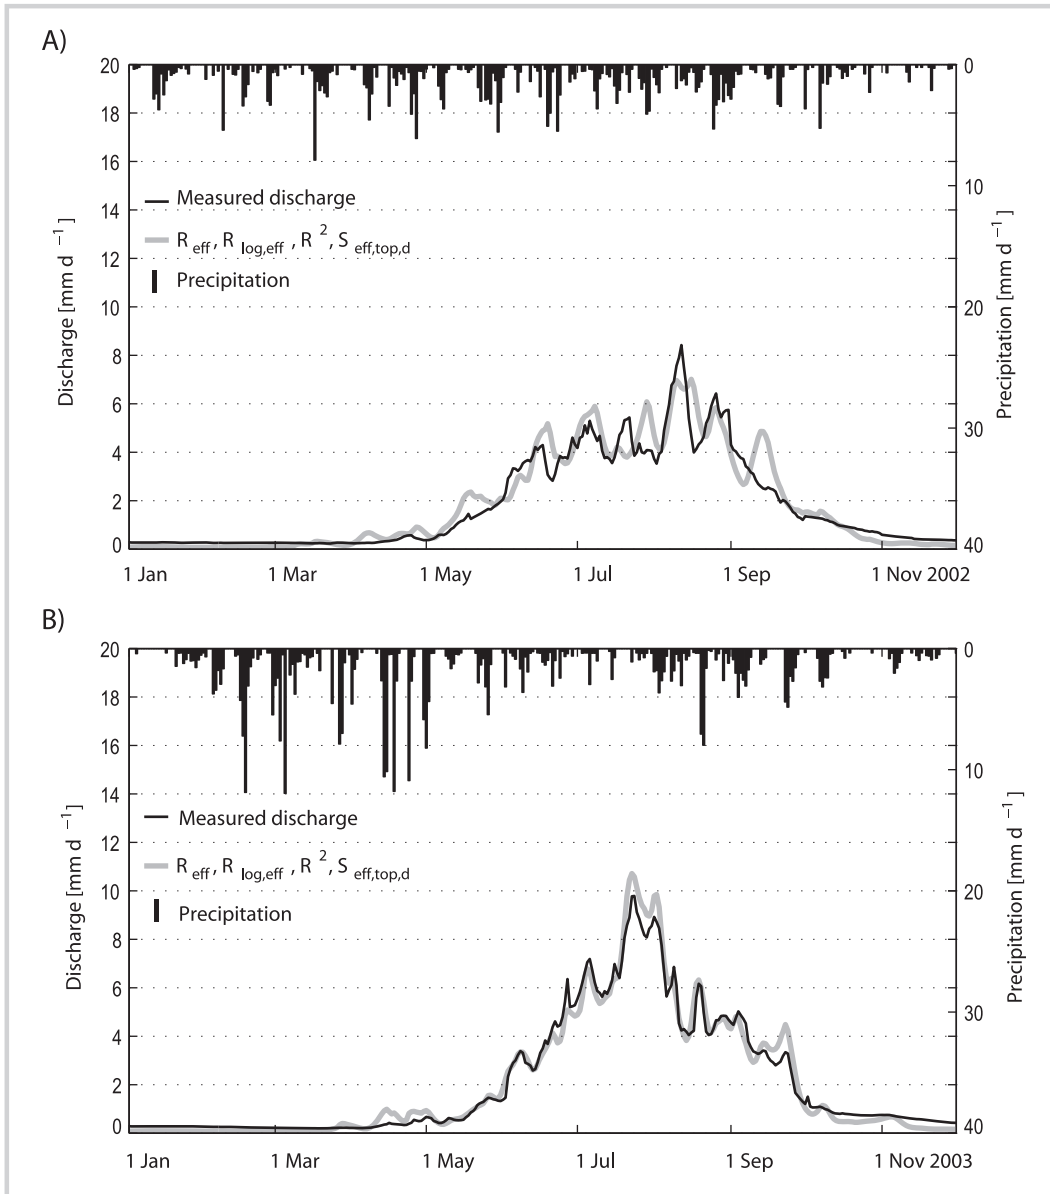 A)
20
18
16
14
12
10
8
6
4
2
0
Discharge [mm d −1 ]
0
10
20
30
40
Precipitation [mm d −1 ]
Measured discharge
R eff , R log,eff , R 2 , S eff,top,d
Precipitation
1 Jan
1 Mar
1 May
1 Jul
1 Sep
1 Nov 2002
B)
20
18
16
14
12
10
8
6
4
2
0
Discharge [mm d −1 ]
0
10
20
30
40
Precipitation [mm d −1 ]
Measured discharge
R eff , R log,eff , R 2 , S eff,top,d
Precipitation
1 Jan
1 Mar
1 May
1 Jul
1 Sep
1 Nov 2003